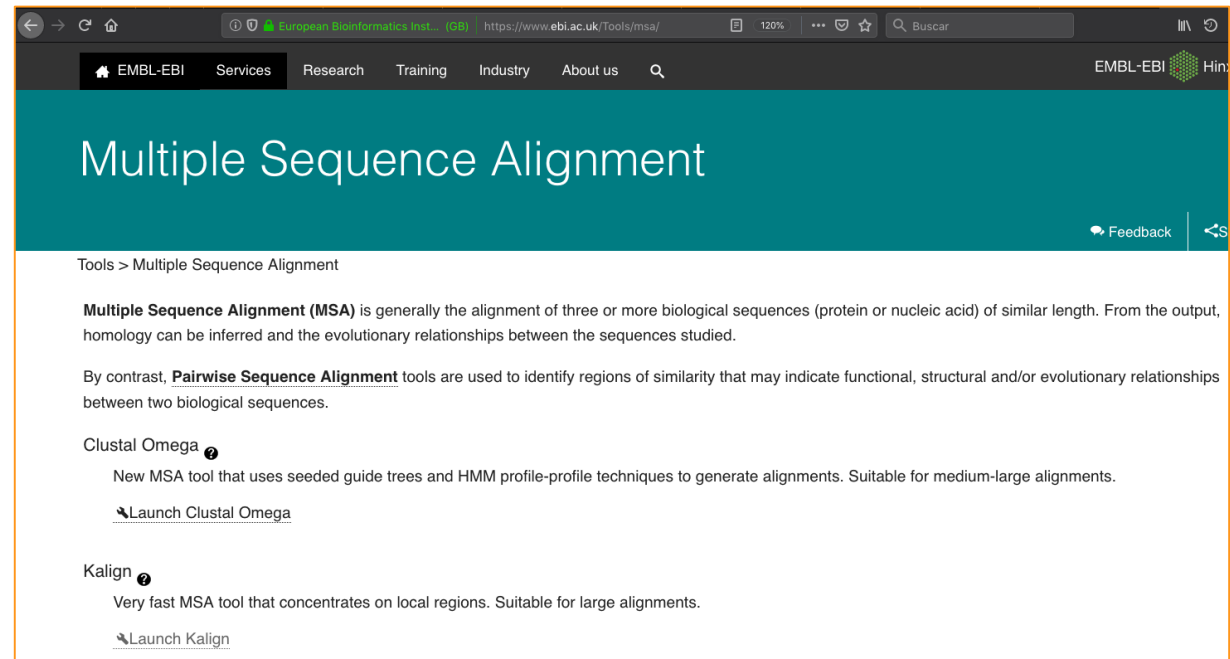 European Bioinformatics Inst... (GB) https://www.ebi.ac.uk/Tools/msa/ 120% Buscar
EMBL-EBI Services Research Training Industry About us EMBL-EBI
Multiple Sequence Alignment
Feedback
Tools > Multiple Sequence Alignment
Multiple Sequence Alignment (MSA) is generally the alignment of three or more biological sequences (protein or nucleic acid) of similar length. From the output,
homology can be inferred and the evolutionary relationships between the sequences studied.
By contrast, Pairwise Sequence Alignment tools are used to identify regions of similarity that may indicate functional, structural and/or evolutionary relationships
between two biological sequences.
Clustal Omega
New MSA tool that uses seeded guide trees and HMM profile-profile techniques to generate alignments. Suitable for medium-large alignments.
Launch Clustal Omega
Kalign
Very fast MSA tool that concentrates on local regions. Suitable for large alignments.
Launch Kalign